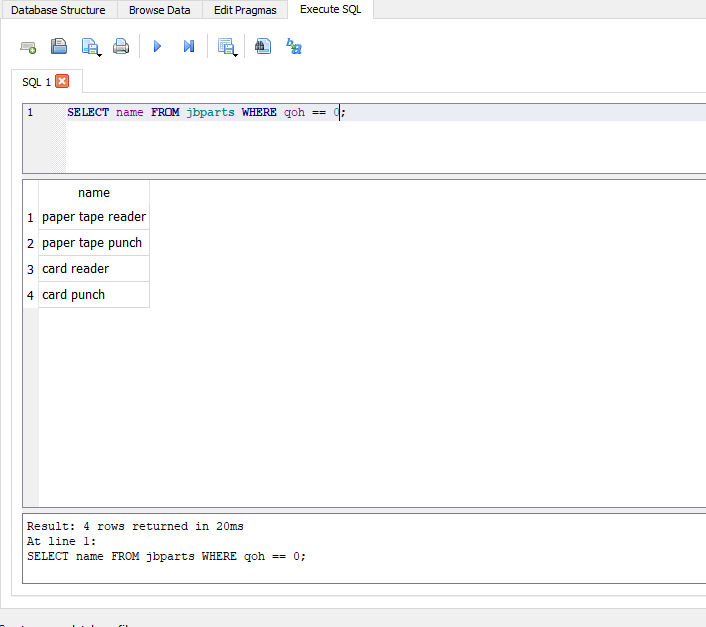 Database Structure Browse Data Edit Pragmas Execute SQL
SQL 1
1 SELECT name FROM jbparts WHERE qoh == 0;
name
1 paper tape reader
2 paper tape punch
3 card reader
4 card punch
Result: 4 rows returned in 20ms
At line 1:
SELECT name FROM jbparts WHERE qoh == 0;